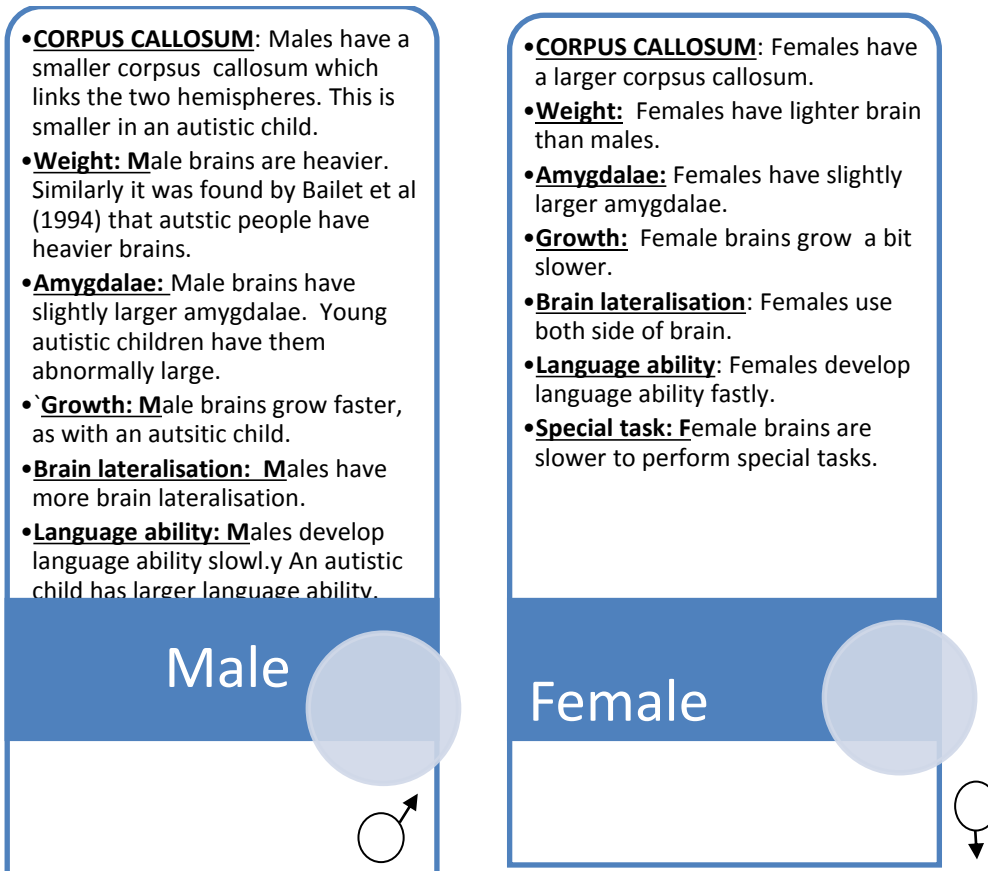 •CORPUS CALLOSUM: Males have a
smaller corpsus callosum which
links the two hemispheres. This is
smaller in an autistic child.
•Weight: Male brains are heavier.
Similarly it was found by Bailet et al
(1994) that autstic people have
heavier brains.
•Amygdalae: Male brains have
slightly larger amygdalae. Young
autistic children have them
abnormally large.
•`Growth: Male brains grow faster,
as with an autsitic child.
•Brain lateralisation: Males have
more brain lateralisation.
•Language ability: Males develop
language ability slowl.y An autistic
child has larger language ability.
Male
•CORPUS CALLOSUM: Females have
a larger corpsus callosum.
•Weight: Females have lighter brain
than males.
•Amygdalae: Females have slightly
larger amygdalae.
•Growth: Female brains grow a bit
slower.
•Brain lateralisation: Females use
both side of brain.
•Language ability: Females develop
language ability fastly.
•Special task: Female brains are
slower to perform special tasks.
Female